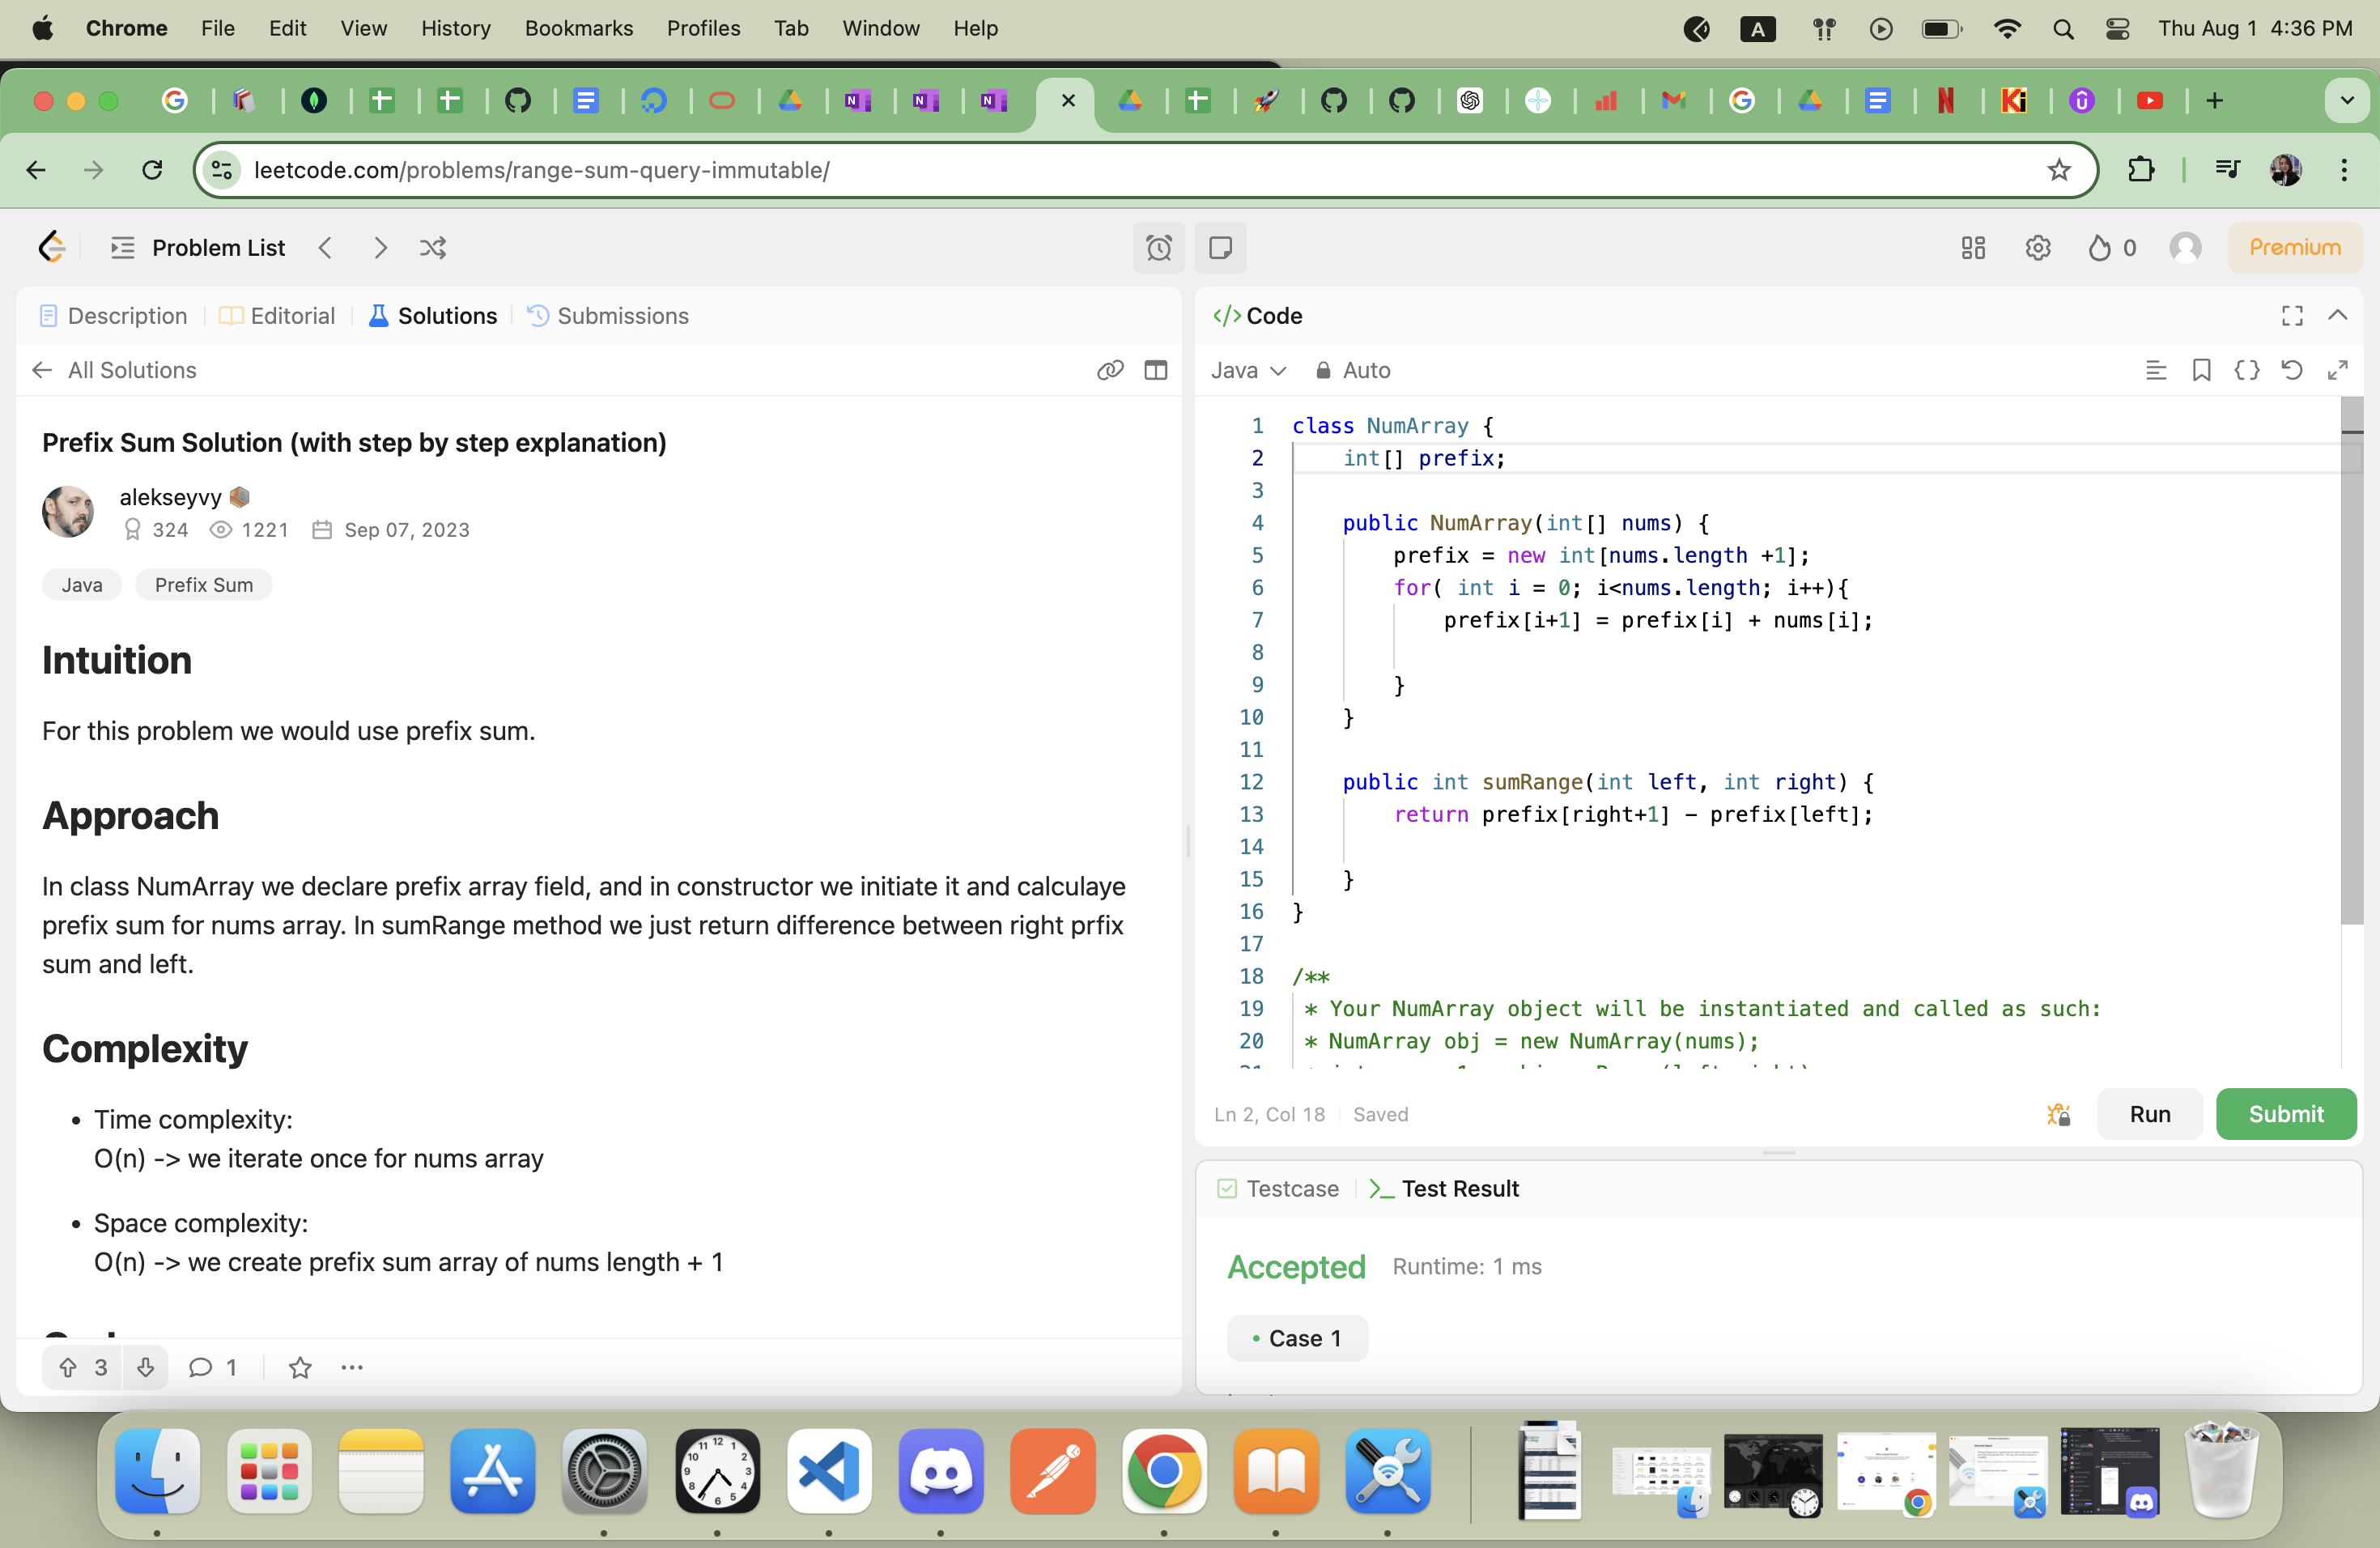 Chrome File Edit View History Bookmarks Profiles Tab Window Help A Thu Aug 1 4:36 PM
leetcode.com/problems/range-sum-query-immutable/
Problem List 0 Premium
Description Editorial Solutions Submissions
All Solutions
Prefix Sum Solution (with step by step explanation)
alekseyvy
324 1221 Sep 07, 2023
Java Prefix Sum
Intuition
For this problem we would use prefix sum.
Approach
In class NumArray we declare prefix array field, and in constructor we initiate it and calculaye
prefix sum for nums array. In sumRange method we just return difference between right prfix
sum and left.
Complexity
• Time complexity:
O(n) -> we iterate once for nums array
• Space complexity:
O(n) -> we create prefix sum array of nums length + 1
3 1
</> Code
Java Auto
1 class NumArray {
2 int[] prefix;
3
4 public NumArray(int[] nums) {
5 prefix = new int[nums.length +1];
6 for( int i = 0; i<nums.length; i++){
7 prefix[i+1] = prefix[i] + nums[i];
8
9 }
10 }
11
12 public int sumRange(int left, int right) {
13 return prefix[right+1] - prefix[left];
14
15 }
16 }
17
18 /**
19 * Your NumArray object will be instantiated and called as such:
20 * NumArray obj = new NumArray(nums);
Ln 2, Col 18 Saved Run Submit
Testcase >_ Test Result
Accepted Runtime: 1 ms
• Case 1